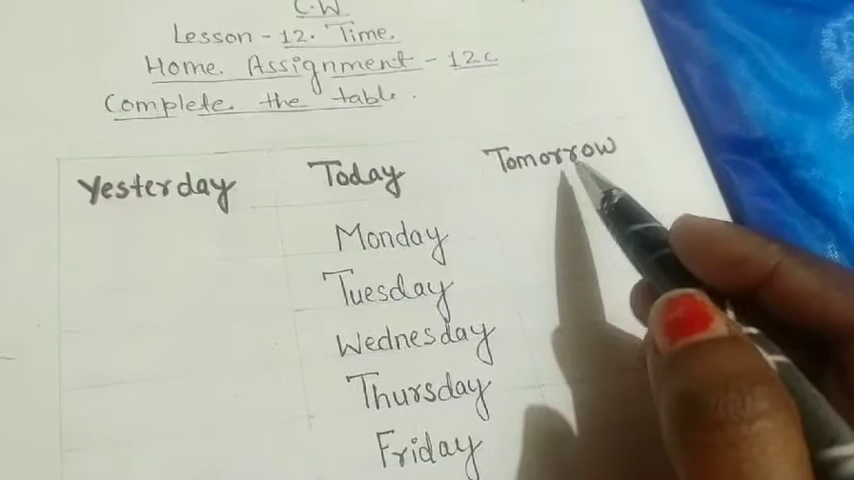 C.W
Lesson - 12. Time.
Home Assignment - 12c
Complete the table.
Yesterday Today Tomorrow
Monday
Tuesday
Wednesday
Thursday
Friday